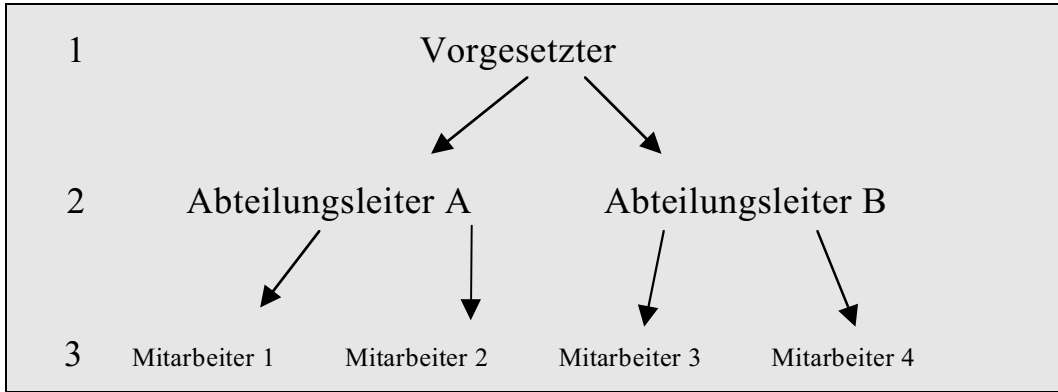 1 Vorgesetzter
2 Abteilungsleiter A Abteilungsleiter B
3 Mitarbeiter 1 Mitarbeiter 2 Mitarbeiter 3 Mitarbeiter 4